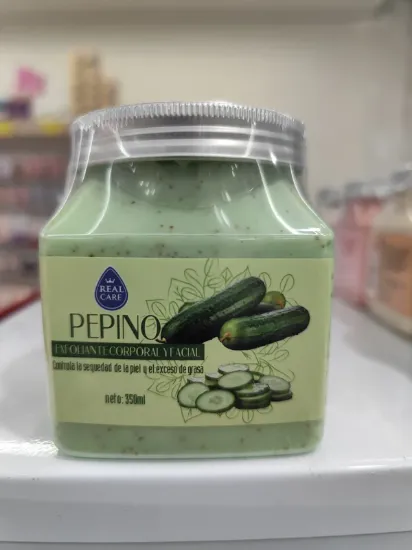 REAL
CARE
PEPINO
EXFOLIANTE CORPORAL Y FACIAL
Controla la sequedad de la piel y el exceso de grasa
neto: 350ml